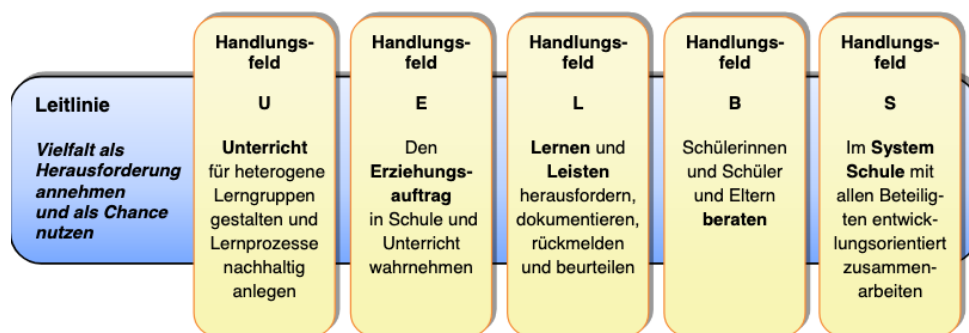 Leitlinie
Vielfalt als
Herausforderung
annehmen
und als Chance
nutzen
Handlungs-
feld
U
Unterricht
für heterogene
Lerngruppen
gestalten und
Lernprozesse
nachhaltig
anlegen
Handlungs-
feld
E
Den
Erziehungs-
auftrag
in Schule und
Unterricht
wahrnehmen
Handlungs-
feld
L
Lernen und
Leisten
herausfordern,
dokumentieren,
rückmelden
und beurteilen
Handlungs-
feld
B
Schülerinnen
und Schüler
und Eltern
beraten
Handlungs-
feld
S
Im System
Schule mit
allen Beteilig-
ten entwick-
lungsorientiert
zusammen-
arbeiten